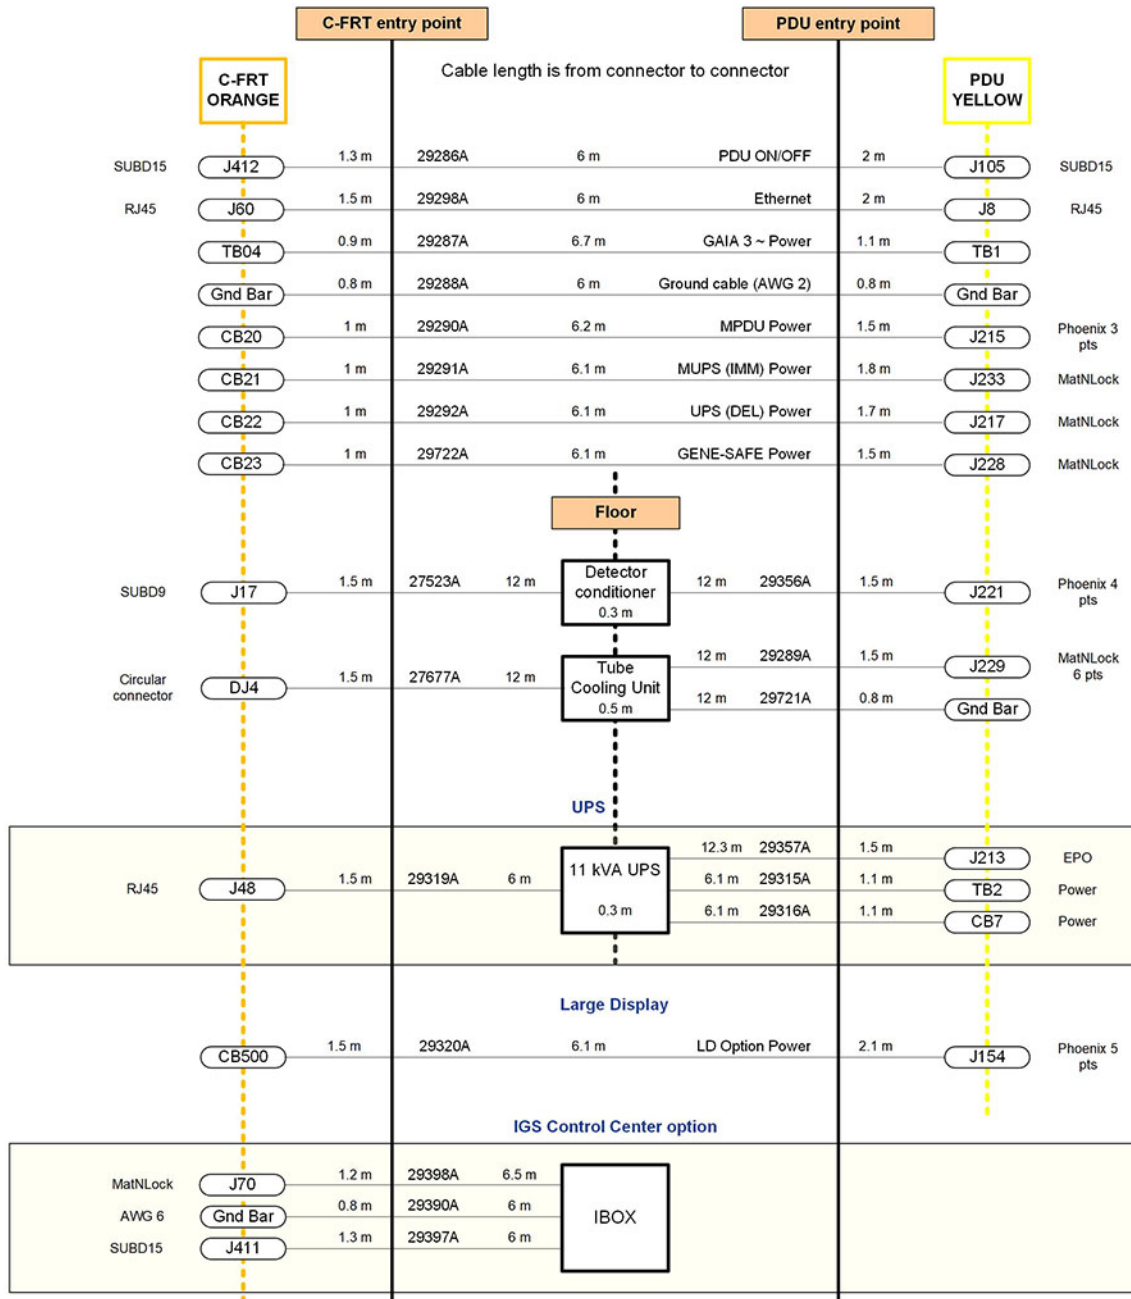 C-FRT entry point PDU entry point
Cable length is from connector to connector
C-FRT PDU
ORANGE YELLOW
SUBD15 J412 1.3 m 29286A 6 m PDU ON/OFF 2 m J105 SUBD15
RJ45 J60 1.5 m 29298A 6 m Ethernet 2 m J8 RJ45
TB04 0.9 m 29287A 6.7 m GAIA 3 ~ Power 1.1 m TB1
Gnd Bar 0.8 m 29288A 6 m Ground cable (AWG 2) 0.8 m Gnd Bar
CB20 1 m 29290A 6.2 m MPDU Power 1.5 m J215 Phoenix 3
pts
CB21 1 m 29291A 6.1 m MUPS (IMM) Power 1.8 m J233 MatNLock
CB22 1 m 29292A 6.1 m UPS (DEL) Power 1.7 m J217 MatNLock
CB23 1 m 29722A 6.1 m GENE-SAFE Power 1.5 m J228 MatNLock
Floor
SUBD9 J17 1.5 m 27523A 12 m Detector 12 m 29356A 1.5 m J221 Phoenix 4
conditioner pts
0.3 m
12 m 29289A 1.5 m J229 MatNLock
6 pts
Circular DJ4 1.5 m 27677A 12 m Tube
connector Cooling Unit
0.5 m 12 m 29721A 0.8 m Gnd Bar
UPS
12.3 m 29357A 1.5 m J213 EPO
RJ45 J48 1.5 m 29319A 6 m 11 kVA UPS 6.1 m 29315A 1.1 m TB2 Power
0.3 m 6.1 m 29316A 1.1 m CB7 Power
Large Display
CB500 1.5 m 29320A 6.1 m LD Option Power 2.1 m J154 Phoenix 5
pts
IGS Control Center option
MatNLock J70 1.2 m 29398A 6.5 m
AWG 6 Gnd Bar 0.8 m 29390A 6 m IBOX
SUBD15 J411 1.3 m 29397A 6 m